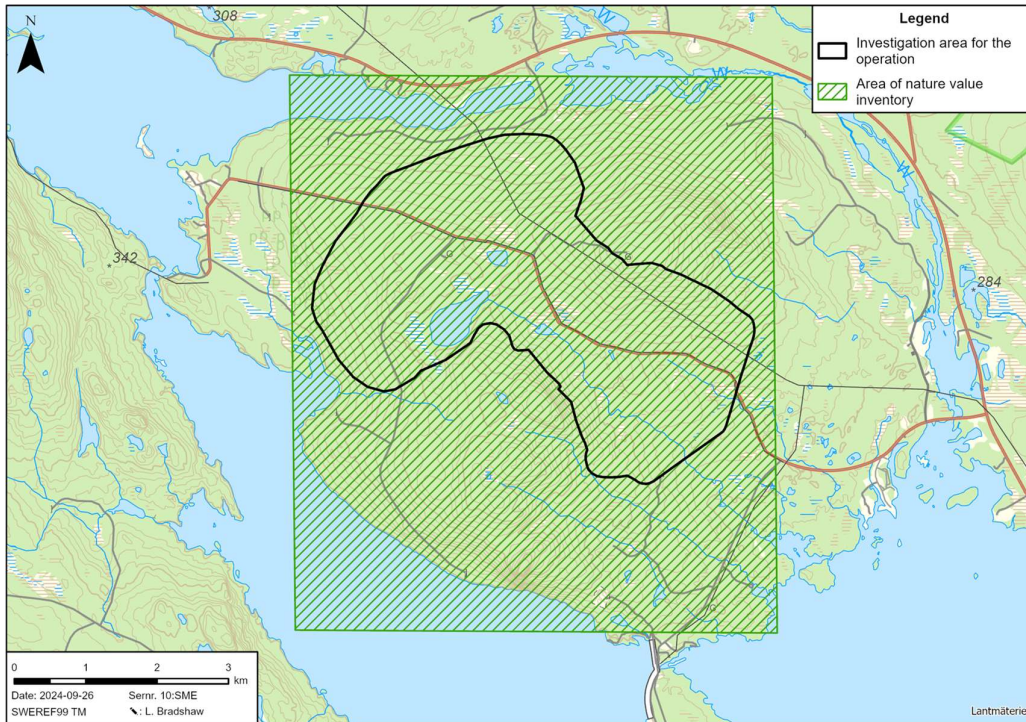 308
N
Legend
Investigation area for the
operation
Area of nature value
inventory
342
284
G
G
G
0 1 2 3
km
Date: 2024-09-26 Sernr. 10:SME
SWEREF99 TM : L. Bradshaw
Lantmäterie